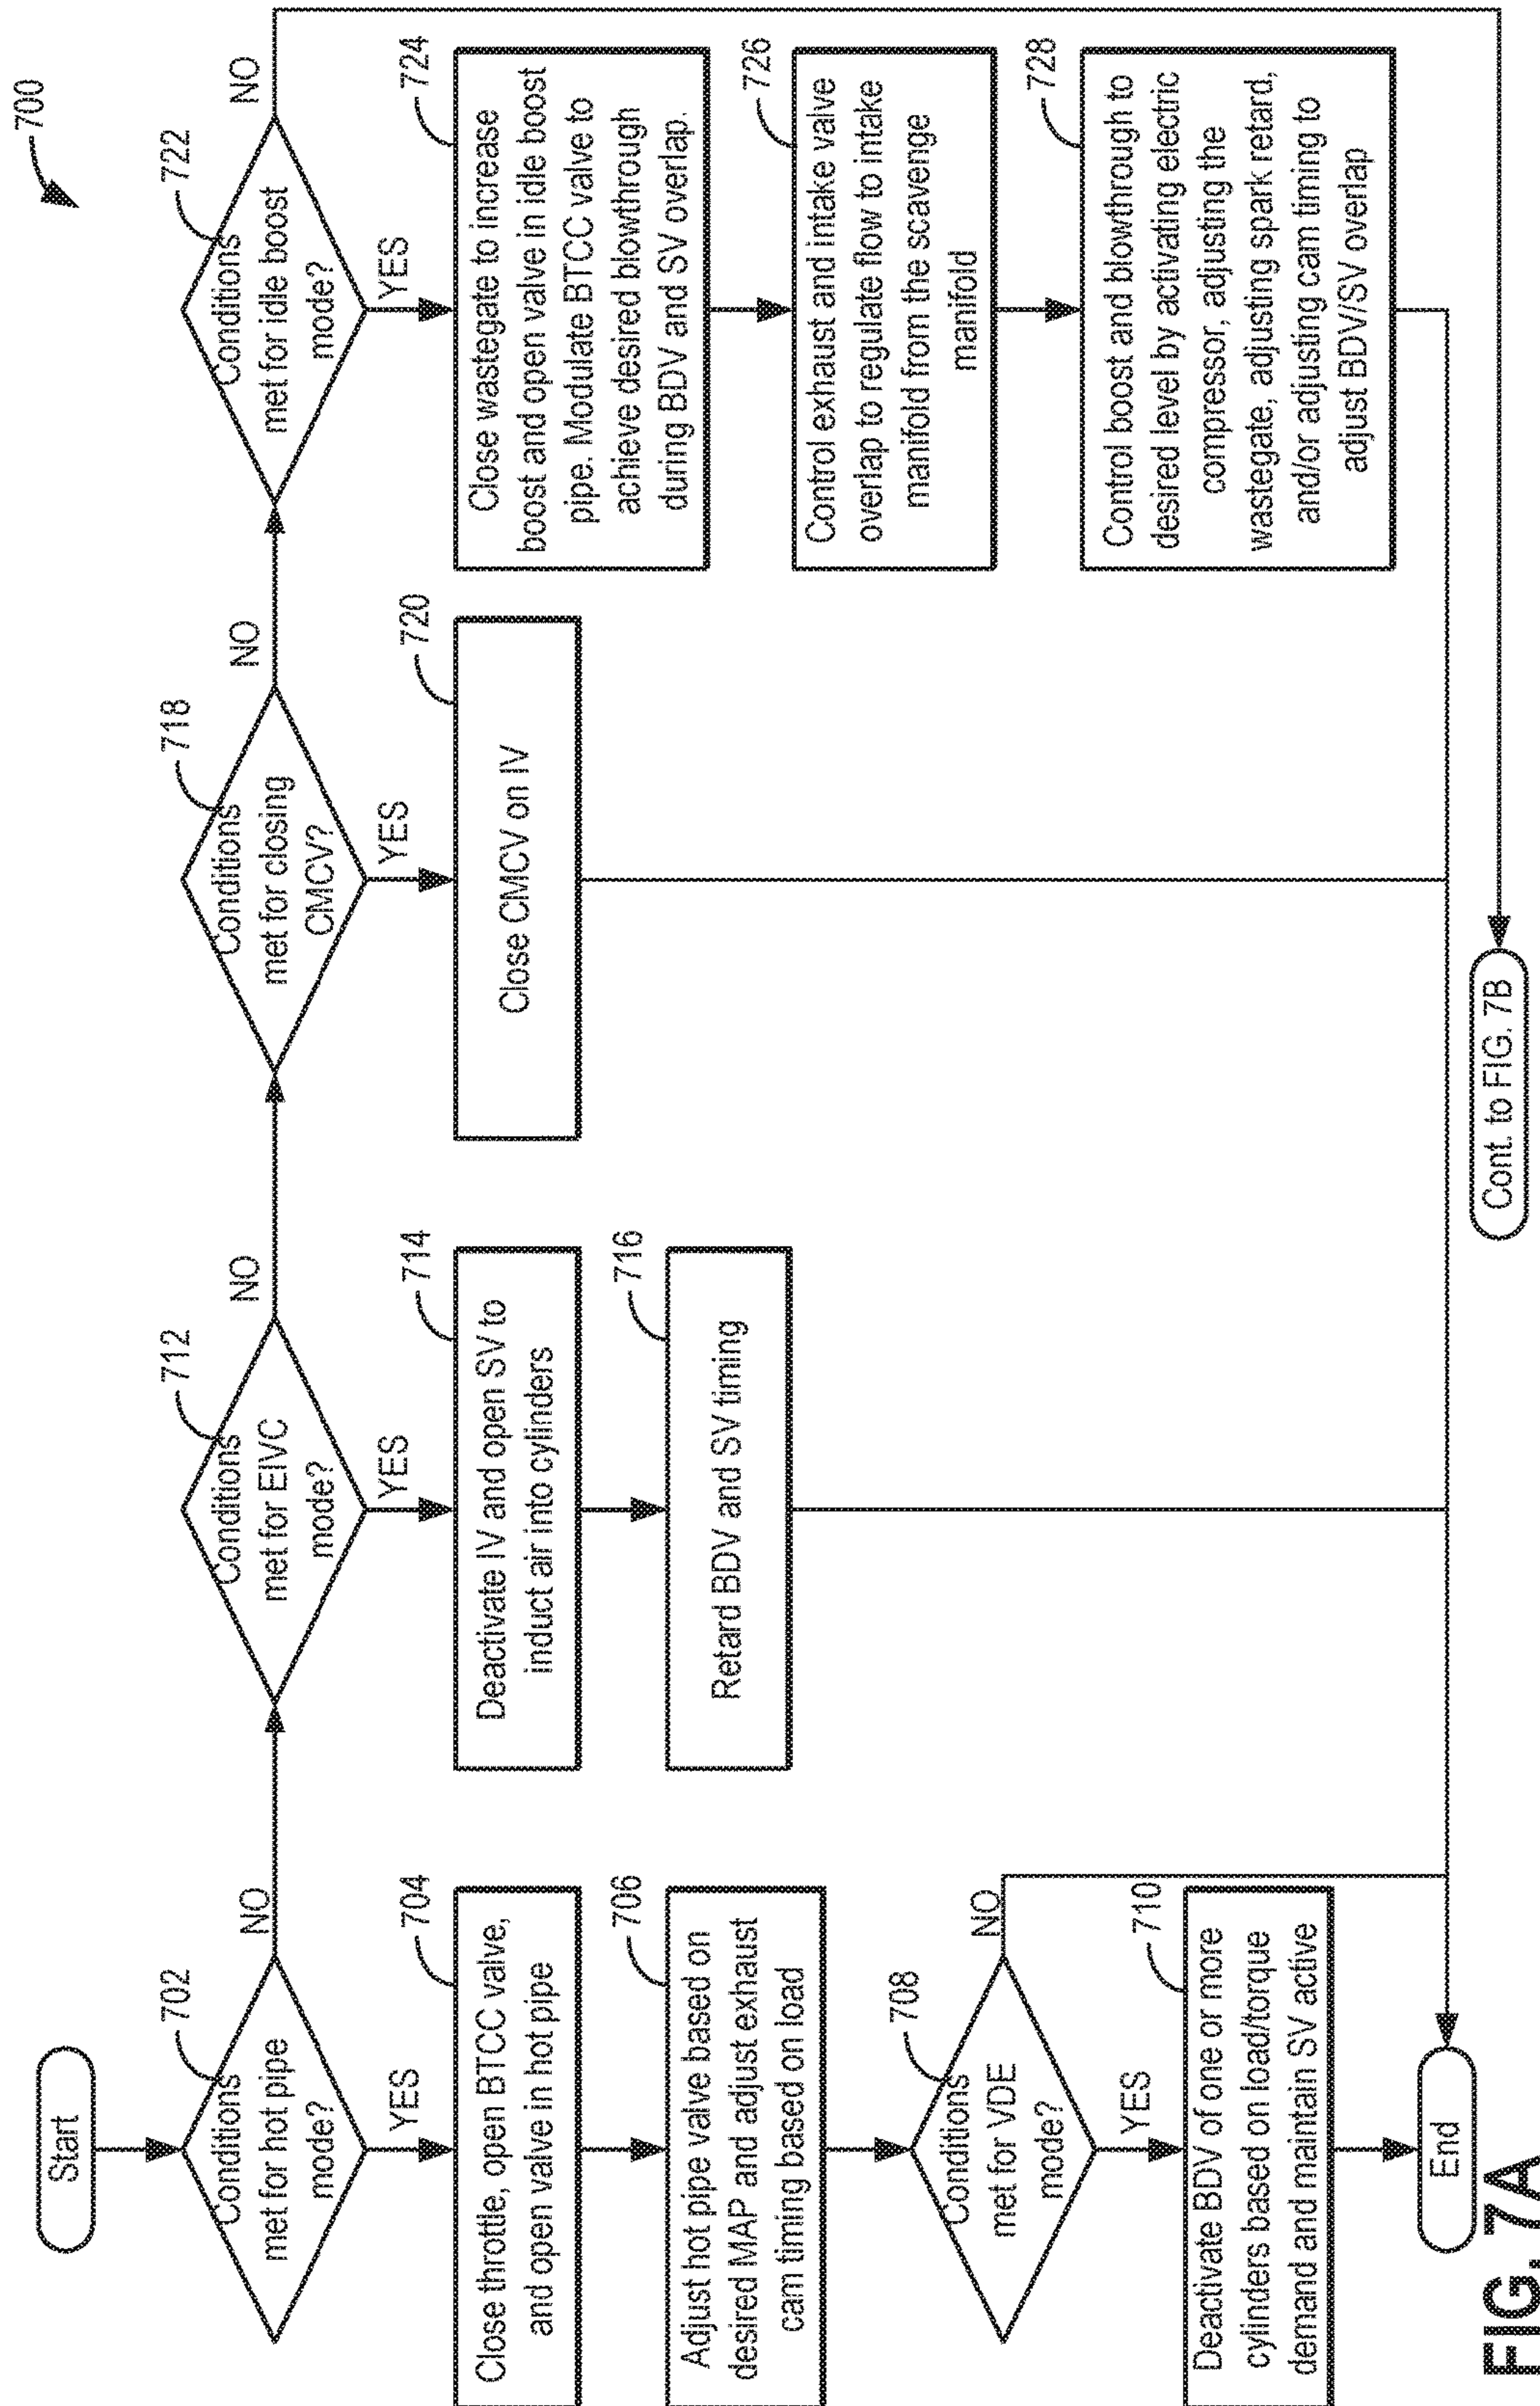 700
Start
702
Conditions
met for hot pipe
mode?
NO
YES
704
Close throttle, open BTCC valve,
and open valve in hot pipe
706
Adjust hot pipe valve based on
desired MAP and adjust exhaust
cam timing based on load
708
Conditions
met for VDE
mode?
NO
YES
710
Deactivate BDV of one or more
cylinders based on load/torque
demand and maintain SV active
End
712
Conditions
met for EIVC
mode?
NO
YES
714
Deactivate IV and open SV to
induct air into cylinders
716
Retard BDV and SV timing
718
Conditions
met for closing
CMCV?
NO
YES
720
Close CMCV on IV
722
Conditions
met for idle boost
mode?
NO
YES
724
Close wastegate to increase
boost and open valve in idle boost
pipe. Modulate BTCC valve to
achieve desired blowthrough
during BDV and SV overlap.
726
Control exhaust and intake valve
overlap to regulate flow to intake
manifold from the scavenge
manifold
728
Control boost and blowthrough to
desired level by activating electric
compressor, adjusting the
wastegate, adjusting spark retard,
and/or adjusting cam timing to
adjust BDV/SV overlap
Cont. to FIG. 7B
FIG. 7A